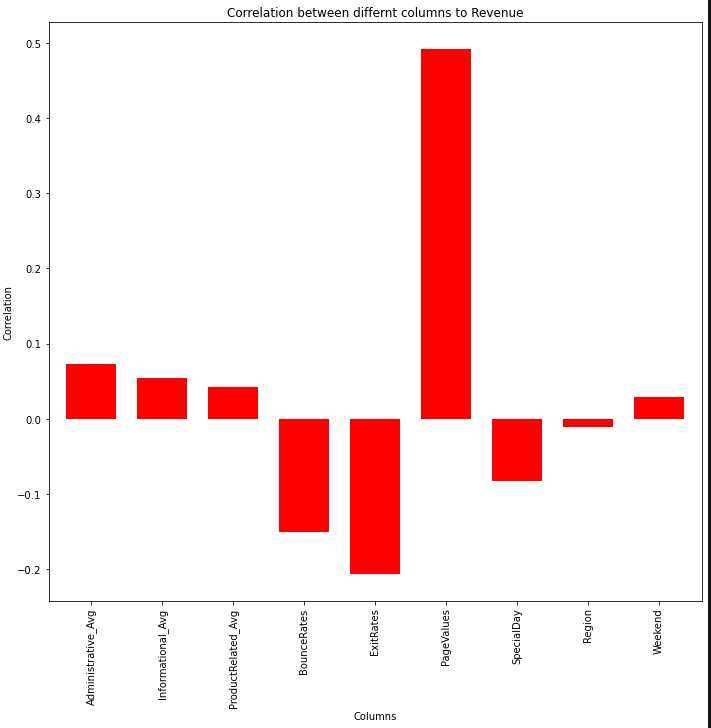 Correlation between differnt columns to Revenue
0.5
0.4
0.3
0.2
0.1
0.0
−0.1
−0.2
Correlation
Administrative_Avg
Informational_Avg
ProductRelated_Avg
BounceRates
ExitRates
PageValues
SpecialDay
Region
Weekend
Columns